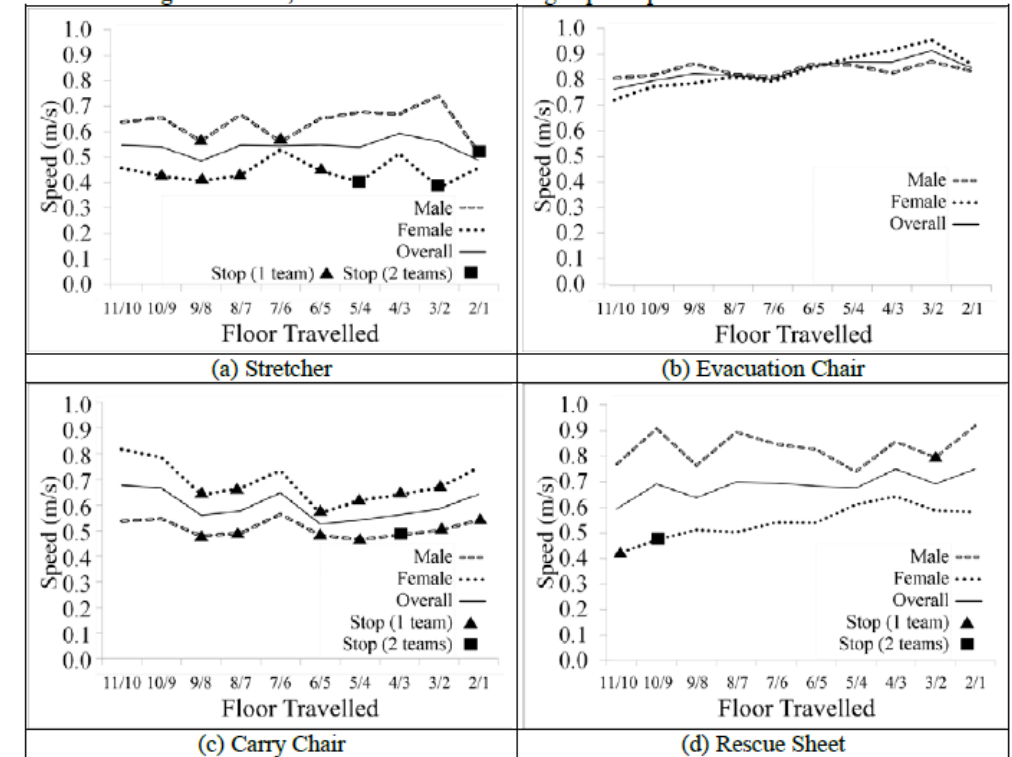 1.0
0.9
0.8
0.7
0.6
0.5
0.4
0.3
0.2
0.1
0.0
Speed (m/s)
Male
Female
Overall
Stop (1 team) Stop (2 teams)
11/10 10/9 9/8 8/7 7/6 6/5 5/4 4/3 3/2 2/1
Floor Travelled
(a) Stretcher
1.0
0.9
0.8
0.7
0.6
0.5
0.4
0.3
0.2
0.1
0.0
Speed (m/s)
Male
Female
Overall
11/10 10/9 9/8 8/7 7/6 6/5 5/4 4/3 3/2 2/1
Floor Travelled
(b) Evacuation Chair
1.0
0.9
0.8
0.7
0.6
0.5
0.4
0.3
0.2
0.1
0.0
Speed (m/s)
Male
Female
Overall
Stop (1 team)
Stop (2 teams)
11/10 10/9 9/8 8/7 7/6 6/5 5/4 4/3 3/2 2/1
Floor Travelled
(c) Carry Chair
1.0
0.9
0.8
0.7
0.6
0.5
0.4
0.3
0.2
0.1
0.0
Speed (m/s)
Male
Female
Overall
Stop (1 team)
Stop (2 teams)
11/10 10/9 9/8 8/7 7/6 6/5 5/4 4/3 3/2 2/1
Floor Travelled
(d) Rescue Sheet